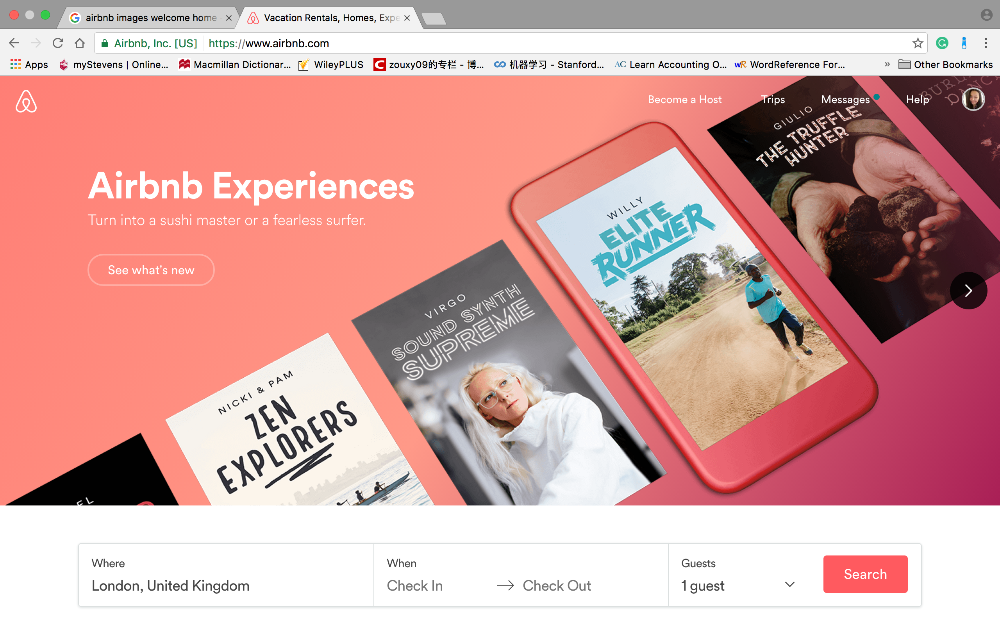 airbnb images welcome home
Vacation Rentals, Homes, Expe
Airbnb, Inc. [US]
https://www.airbnb.com
Apps
myStevens | Online...
Macmillan Dictionar...
WileyPLUS
zouxy09的专栏 - 博...
机器学习 - Stanford...
AC Learn Accounting O...
WordReference For...
»
Other Bookmarks
Become a Host
Trips
Messages
Help
Airbnb Experiences
Turn into a sushi master or a fearless surfer.
See what's new
NICKI & PAM
ZEN
EXPLORERS
VIRGO
SOUND SYNTH
SUPREME
WILLY
ELITE
RUNNER
GIULIO
THE TRUFFLE
HUNTER
Where
London, United Kingdom
When
Check In
Check Out
Guests
1 guest
Search